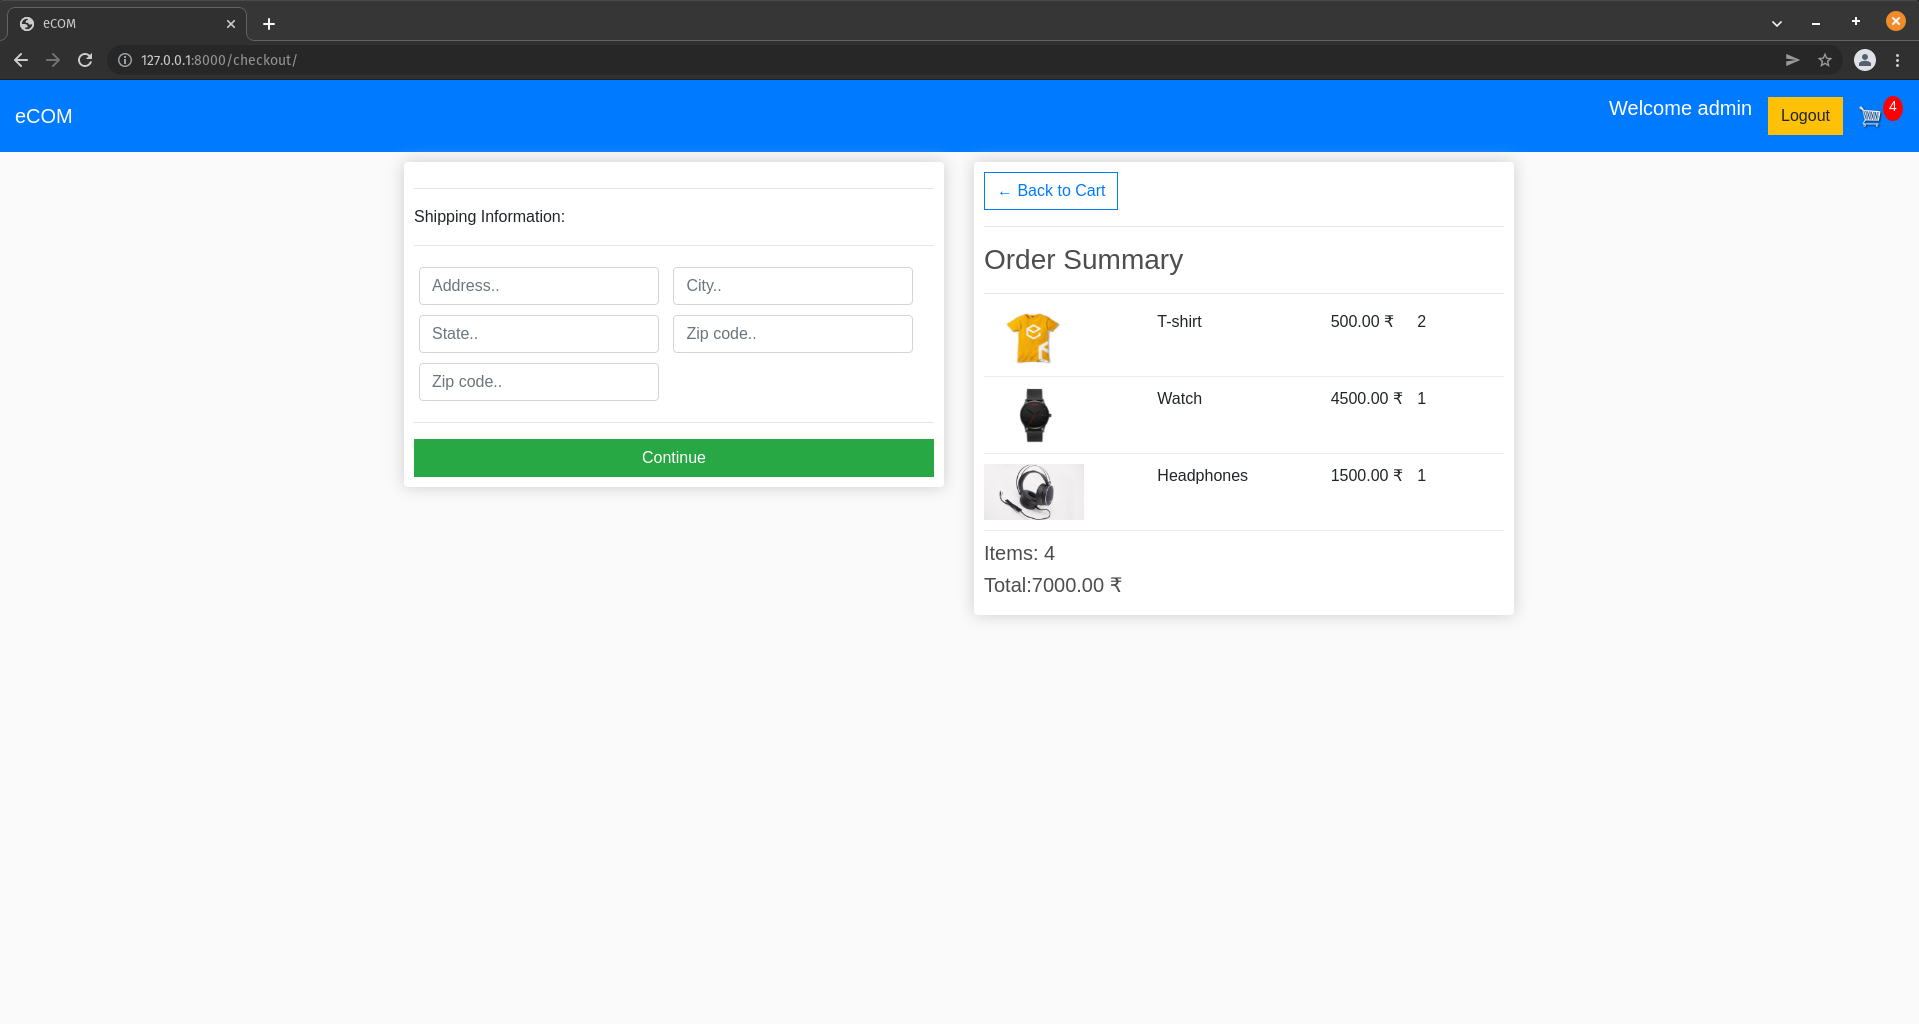 eCOM
127.0.0.1:8000/checkout/
eCOM
Welcome admin
Logout
4
Shipping Information:
Address..
City..
State..
Zip code..
Zip code..
Continue
← Back to Cart
Order Summary
T-shirt 500.00 ₹ 2
Watch 4500.00 ₹ 1
Headphones 1500.00 ₹ 1
Items: 4
Total:7000.00 ₹